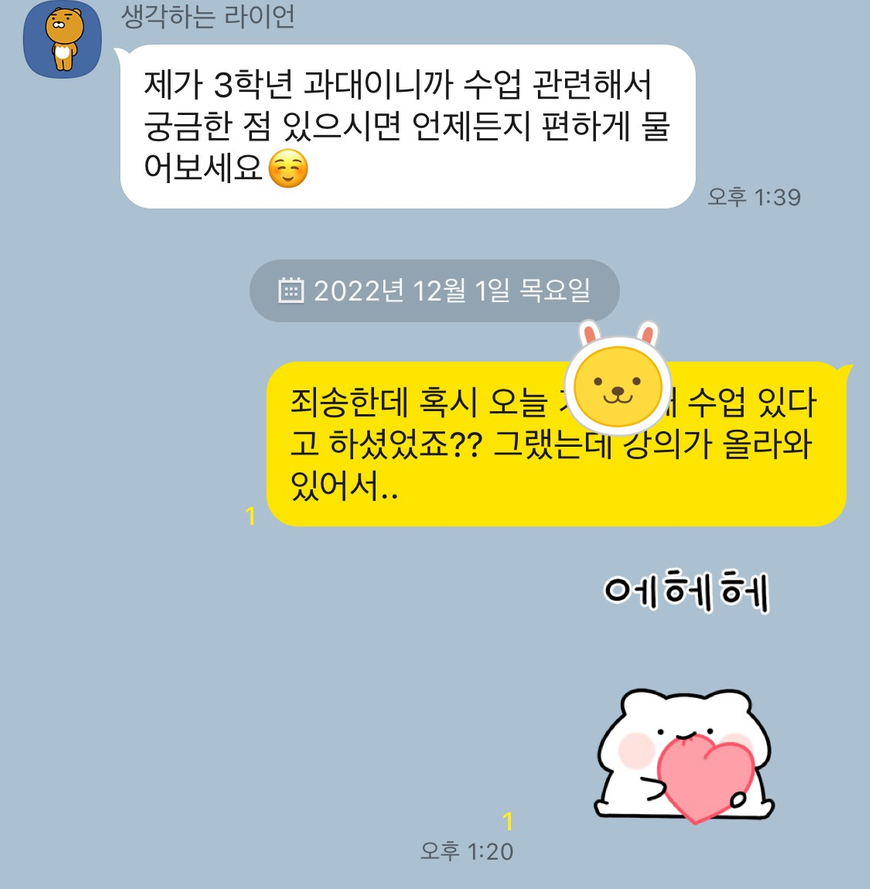 생각하는 라이언
제가 3학년 과대이니까 수업 관련해서
궁금한 점 있으시면 언제든지 편하게 물
어보세요
오후 1:39
2022년 12월 1일 목요일
죄송한데 혹시 오늘 수업 있다
고 하셨었죠?? 그랬는데 강의가 올라와
있어서..
1
에헤헤
1
오후 1:20